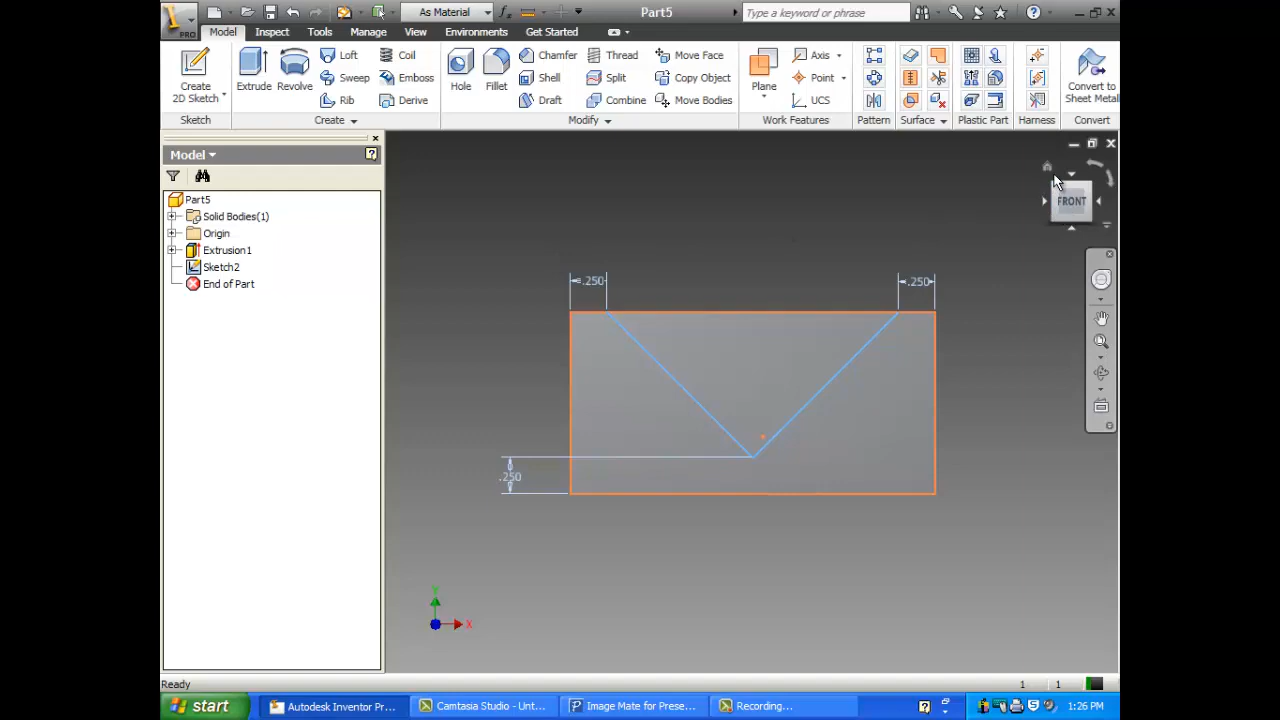 PRO
As Material
Part5
Type a keyword or phrase
Model
Inspect
Tools
Manage
View
Environments
Get Started
Create
2D Sketch
Extrude
Revolve
Loft
Sweep
Rib
Coil
Emboss
Derive
Hole
Fillet
Chamfer
Shell
Draft
Thread
Split
Combine
Move Face
Copy Object
Move Bodies
Plane
Axis
Point
UCS
Convert to
Sheet Metal
Sketch
Create
Modify
Work Features
Pattern
Surface
Plastic Part
Harness
Convert
Model
Part5
Solid Bodies(1)
Origin
Extrusion1
Sketch2
End of Part
FRONT
.250
.250
.250
Y
X
Ready
1
1
start
Autodesk Inventor Pr...
Camtasia Studio - Unt...
Image Mate for Prese...
Recording...
1:26 PM